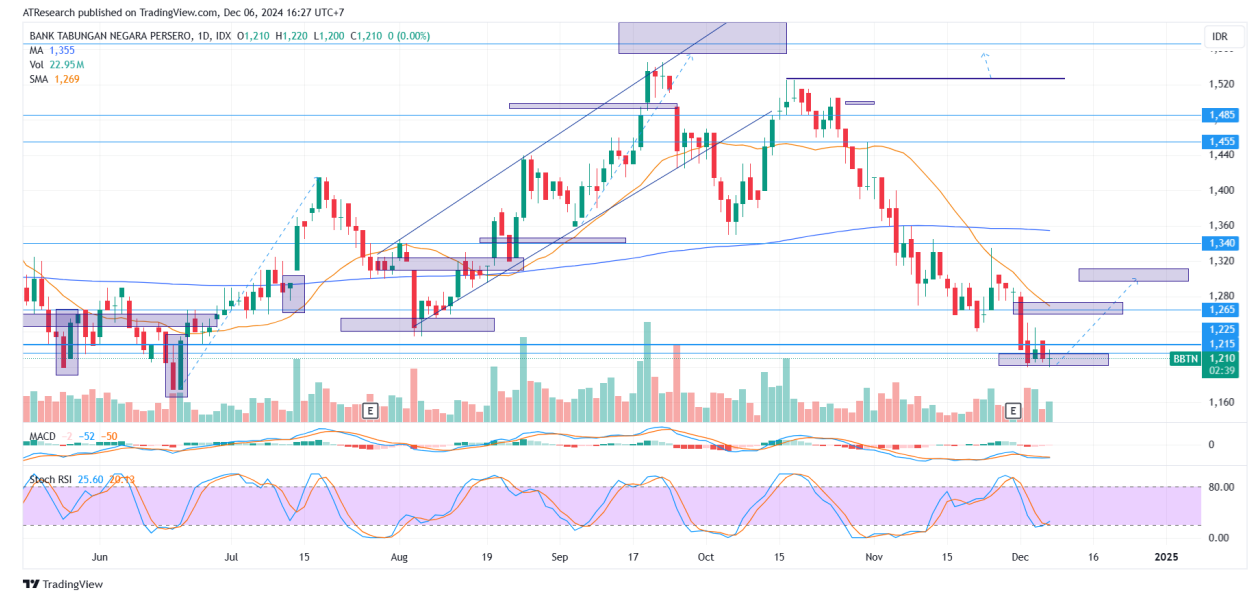 ATResearch published on TradingView.com, Dec 06, 2024 16:27 UTC+7
BANK TABUNGAN NEGARA PERSERO, 1D, IDX O1,210 H1,220 L1,200 C1,210 0 (0.00%)
MA 1,355
Vol 22.95M
SMA 1,269
IDR
1,520
1,485
1,455
1,440
1,400
1,360
1,340
1,320
1,280
1,265
1,225
1,215
BBTN 1,210
02:39
1,160
E E
MACD -2 -52 -50
0
Stoch RSI 25.60 20.13
80.00
0.00
Jun Jul 15 Aug 19 Sep 17 Oct 15 Nov 15 Dec 16 2025
TradingView